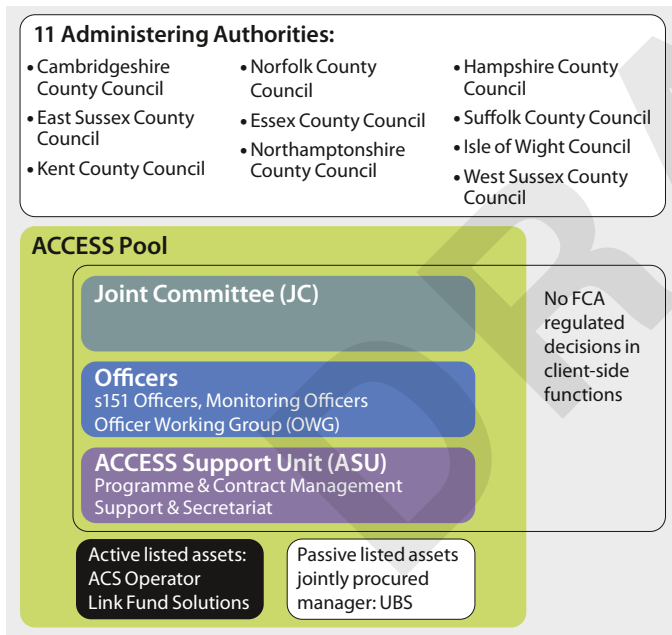 11 Administering Authorities:
• Cambridgeshire
County Council
• East Sussex County
Council
• Kent County Council
• Norfolk County
Council
• Essex County Council
• Northamptonshire
County Council
• Hampshire County
Council
• Suffolk County Council
• Isle of Wight Council
• West Sussex County
Council
ACCESS Pool
Joint Committee (JC)
Officers
s151 Officers, Monitoring Officers
Officer Working Group (OWG)
ACCESS Support Unit (ASU)
Programme & Contract Management
Support & Secretariat
No FCA
regulated
decisions in
client-side
functions
Active listed assets:
ACS Operator
Link Fund Solutions
Passive listed assets
jointly procured
manager: UBS